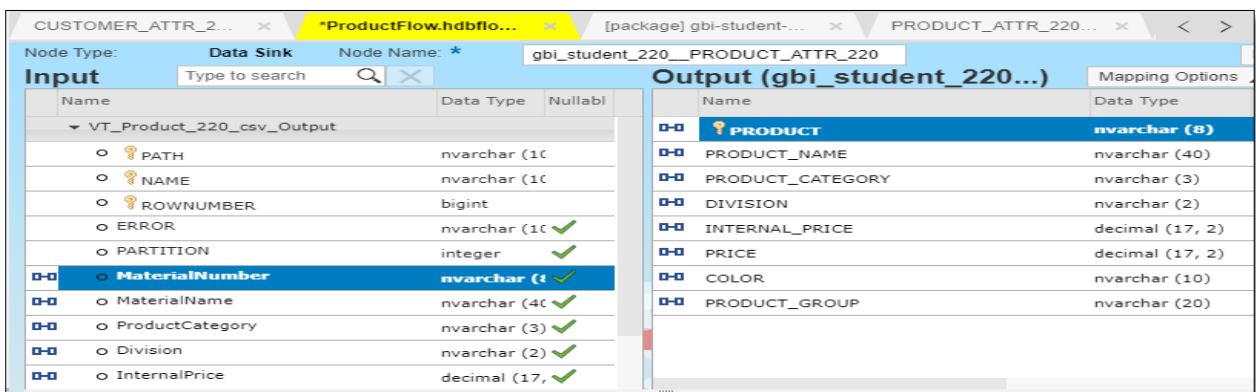 CUSTOMER_ATTR_2... × *ProductFlow.hdbflo... × [package] gbi-student-... × PRODUCT_ATTR_220... × < >
Node Type: Data Sink Node Name: * gbi_student_220__PRODUCT_ATTR_220
Input Type to search Output (gbi_student_220...) Mapping Options
Name Data Type Nullabl Name Data Type
VT_Product_220_csv_Output PRODUCT nvarchar (8)
PATH nvarchar (10 PRODUCT_NAME nvarchar (40)
NAME nvarchar (10 PRODUCT_CATEGORY nvarchar (3)
ROWNUMBER bigint DIVISION nvarchar (2)
ERROR nvarchar (10 INTERNAL_PRICE decimal (17, 2)
PARTITION integer PRICE decimal (17, 2)
MaterialNumber nvarchar (8 COLOR nvarchar (10)
MaterialName nvarchar (40 PRODUCT_GROUP nvarchar (20)
ProductCategory nvarchar (3)
Division nvarchar (2)
InternalPrice decimal (17,